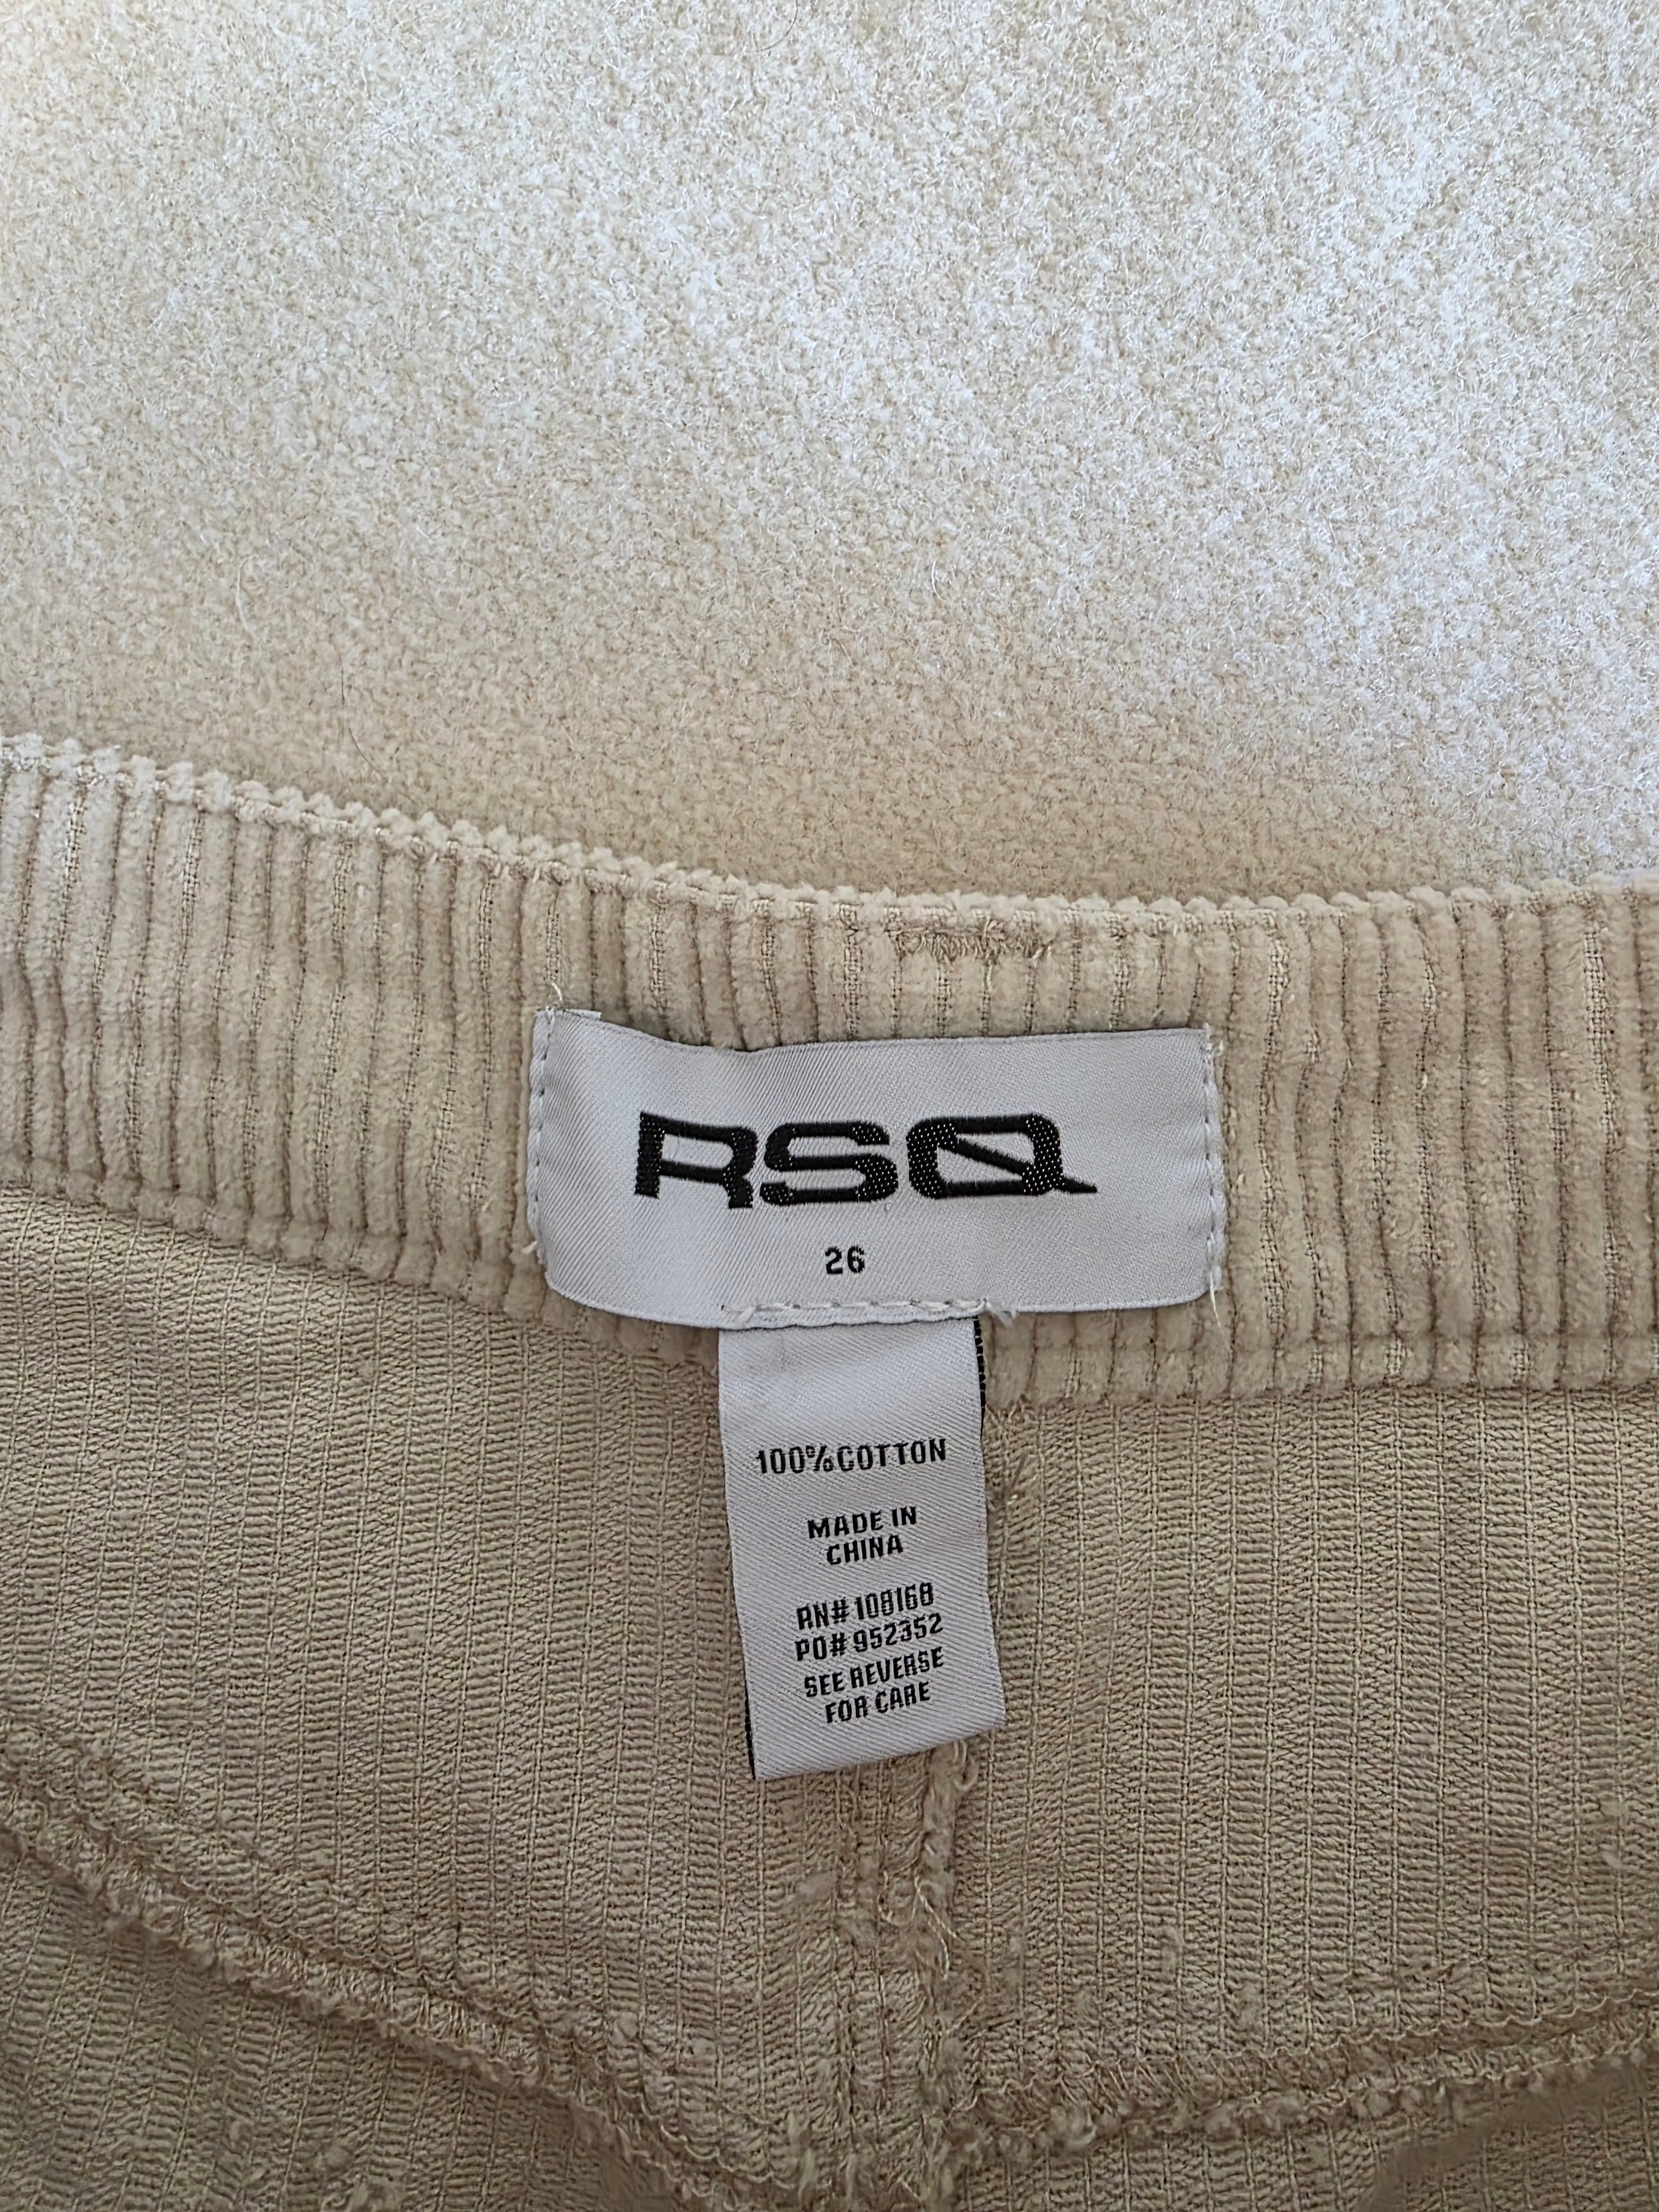 RSQ
26
100%COTTON
MADE IN
CHINA
RN# 108168
PO# 952352
SEE REVERSE
FOR CARE